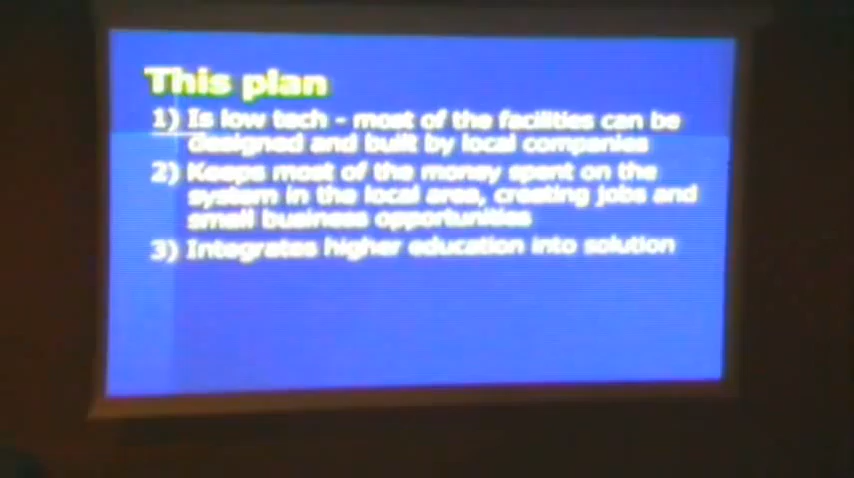 This plan
1) Is low tech - most of the facilities can be
designed and built by local companies
2) Keeps most of the money spent on the
system in the local area, creating jobs and
small business opportunities
3) Integrates higher education into solution